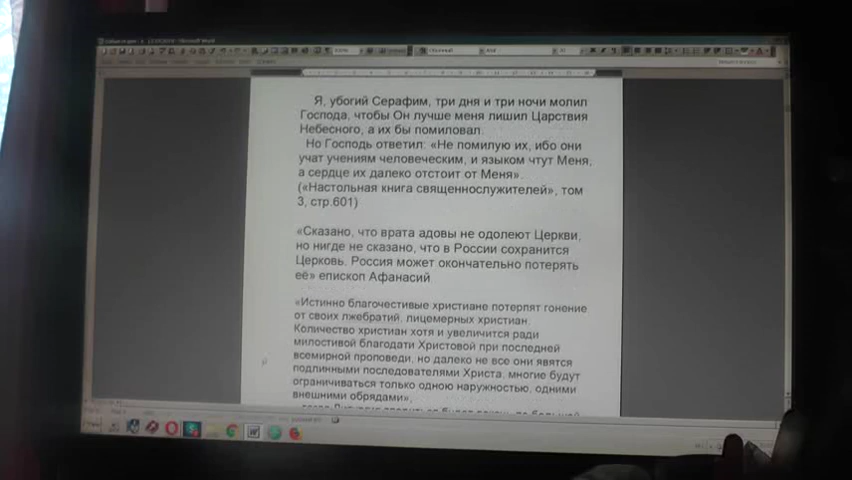 Я, убогий Серафим, три дня и три ночи молил
Господа, чтобы Он лучше меня лишил Царствия
Небесного, а их бы помиловал.
Но Господь ответил: «Не помилую их, ибо они
учат учениям человеческим, и языком чтут Меня,
а сердце их далеко отстоит от Меня».
(«Настольная книга священнослужителей», том
3, стр.601)
«Сказано, что врата адовы не одолеют Церкви,
но нигде не сказано, что в России сохранится
Церковь. Россия может окончательно потерять
её» епископ Афанасий
«Истинно благочестивые христиане потерпят гонение
от своих лжебратий, лицемерных христиан.
Количество христиан хотя и увеличится ради
милостивой благодати Христовой при последней
всемирной проповеди, но далеко не все они явятся
подлинными последователями Христа, многие будут
ограничиваться только одною наружностью, одними
внешними обрядами»,